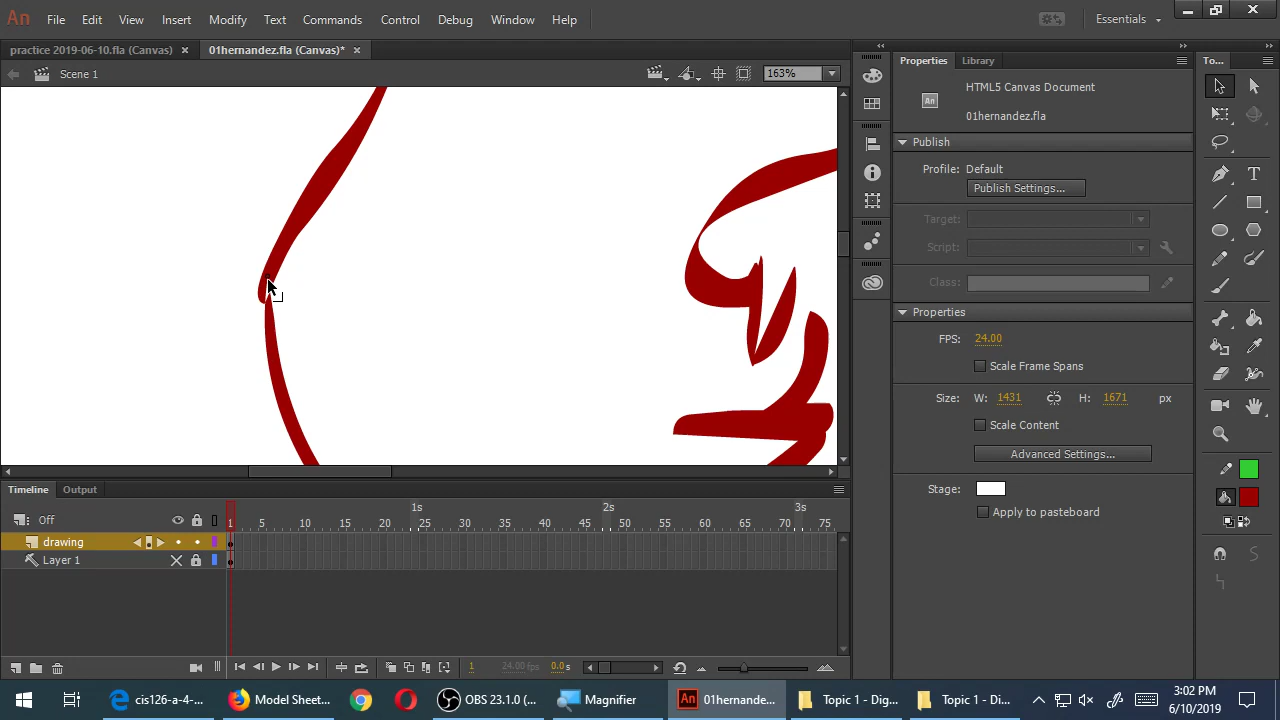 An File Edit View Insert Modify Text Commands Control Debug Window Help Essentials
practice 2019-06-10.fla (Canvas) × 01hernandez.fla (Canvas)* ×
Scene 1 163%
Properties Library To...
An HTML5 Canvas Document
01hernandez.fla
Publish
Profile: Default
Publish Settings...
Target:
Script:
Class:
Properties
FPS: 24.00
Scale Frame Spans
Size: W: 1431 H: 1671 px
Scale Content
Advanced Settings...
Stage:
Apply to pasteboard
Timeline Output
1s 2s 3s
Off 1 5 10 15 20 25 30 35 40 45 50 55 60 65 70 75
drawing
Layer 1
1 24.00 fps 0.0 s
cis126-a-4-... Model Sheet... OBS 23.1.0 (... Magnifier An 01hernande... Topic 1 - Dig... Topic 1 - Di...
3:02 PM
6/10/2019